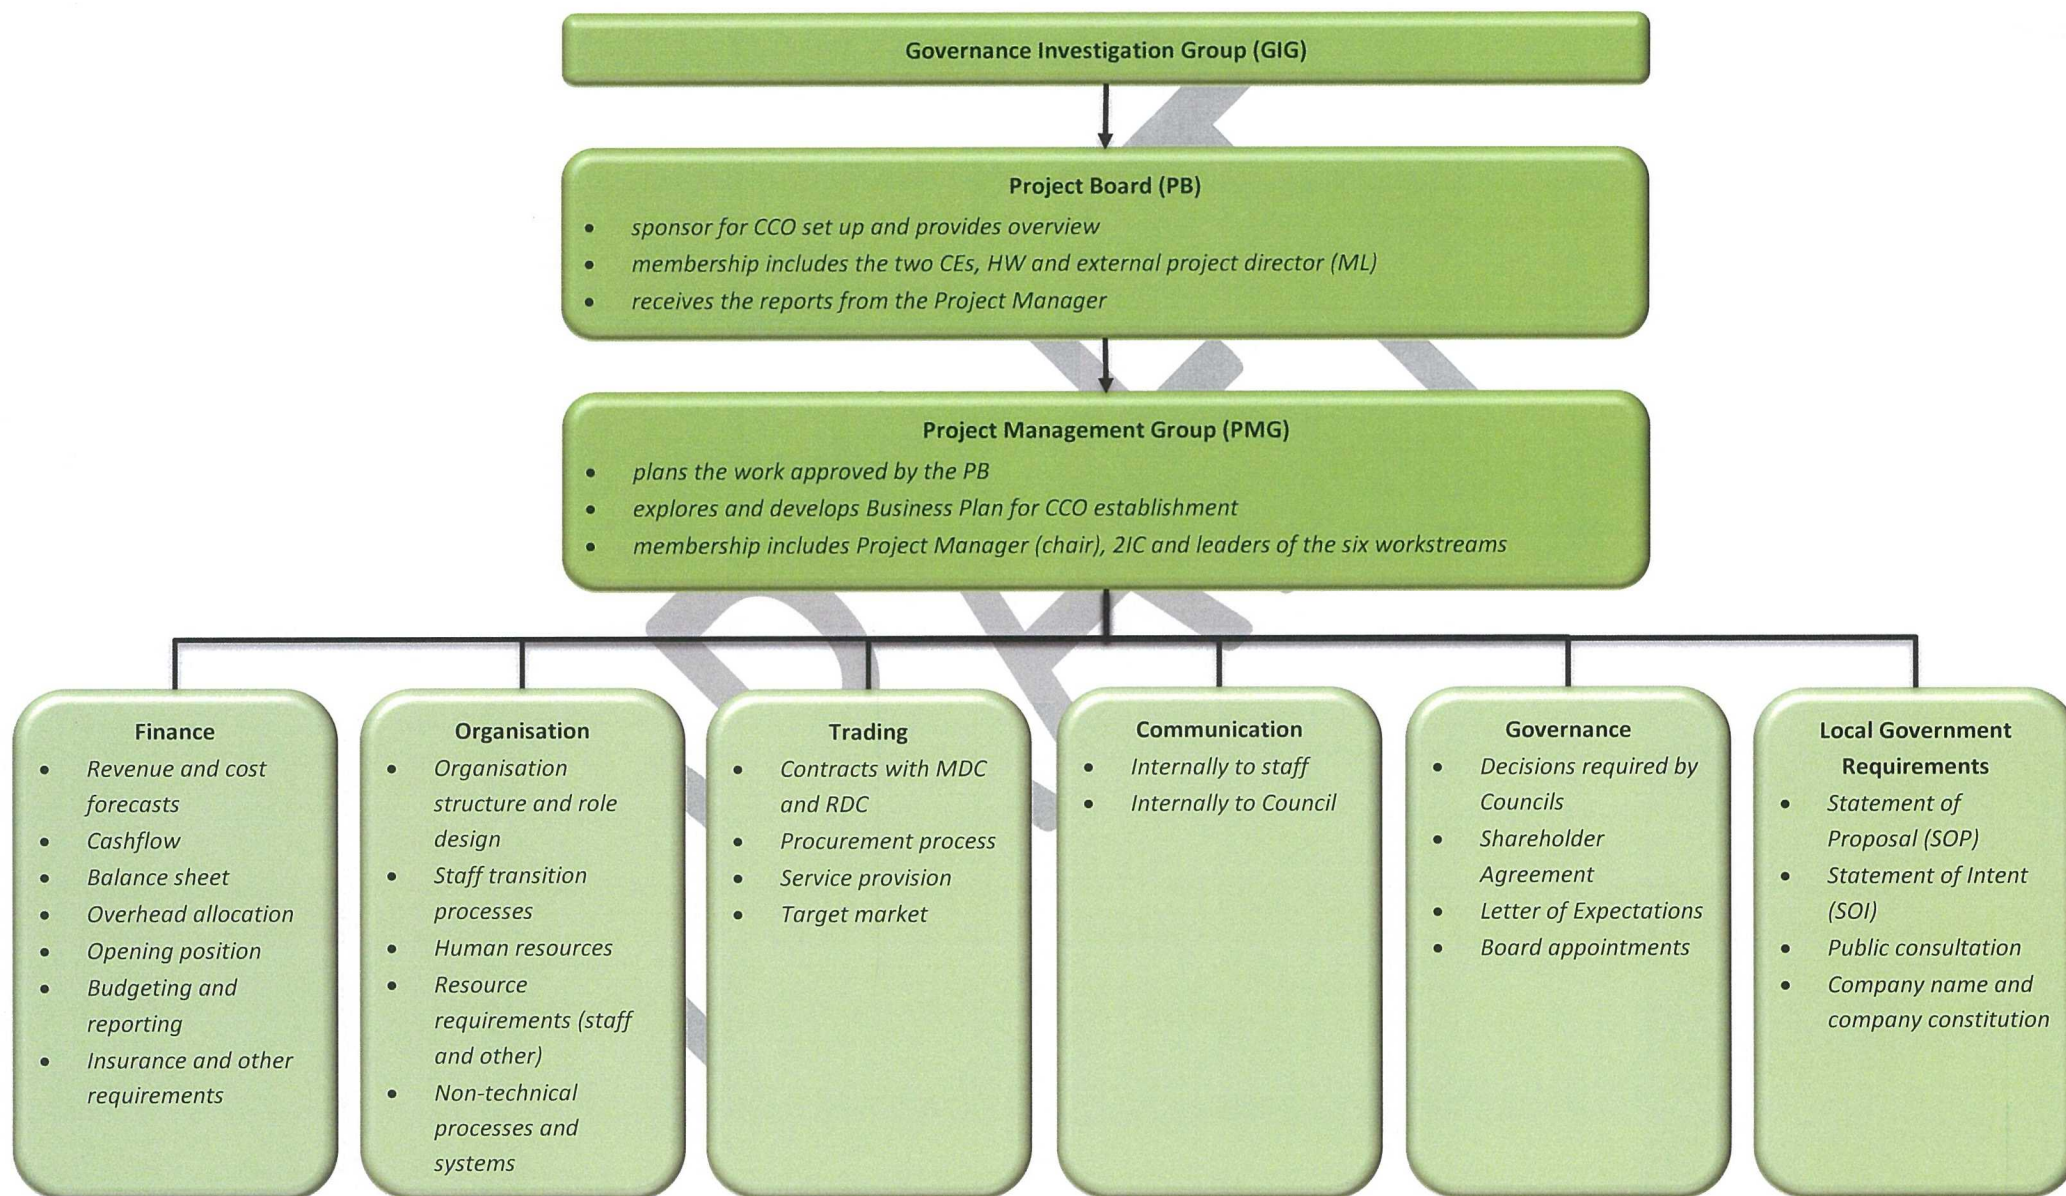 Governance Investigation Group (GIG)
Project Board (PB)
• sponsor for CCO set up and provides overview
• membership includes the two CEs, HW and external project director (ML)
• receives the reports from the Project Manager
Project Management Group (PMG)
• plans the work approved by the PB
• explores and develops Business Plan for CCO establishment
• membership includes Project Manager (chair), 2IC and leaders of the six workstreams
Finance
• Revenue and cost
forecasts
• Cashflow
• Balance sheet
• Overhead allocation
• Opening position
• Budgeting and
reporting
• Insurance and other
requirements
Organisation
• Organisation
structure and role
design
• Staff transition
processes
• Human resources
• Resource
requirements (staff
and other)
• Non-technical
processes and
systems
Trading
• Contracts with MDC
and RDC
• Procurement process
• Service provision
• Target market
Communication
• Internally to staff
• Internally to Council
Governance
• Decisions required by
Councils
• Shareholder
Agreement
• Letter of Expectations
• Board appointments
Local Government
Requirements
• Statement of
Proposal (SOP)
• Statement of Intent
(SOI)
• Public consultation
• Company name and
company constitution